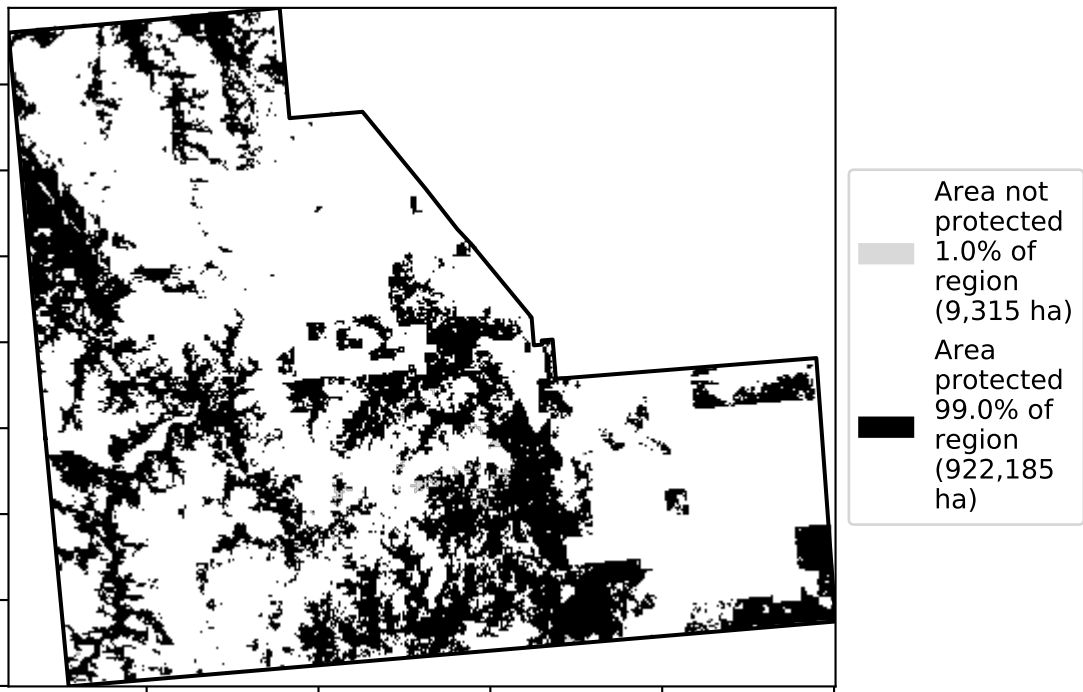 Area not
protected
1.0% of
region
(9,315 ha)
Area
protected
99.0% of
region
(922,185
ha)